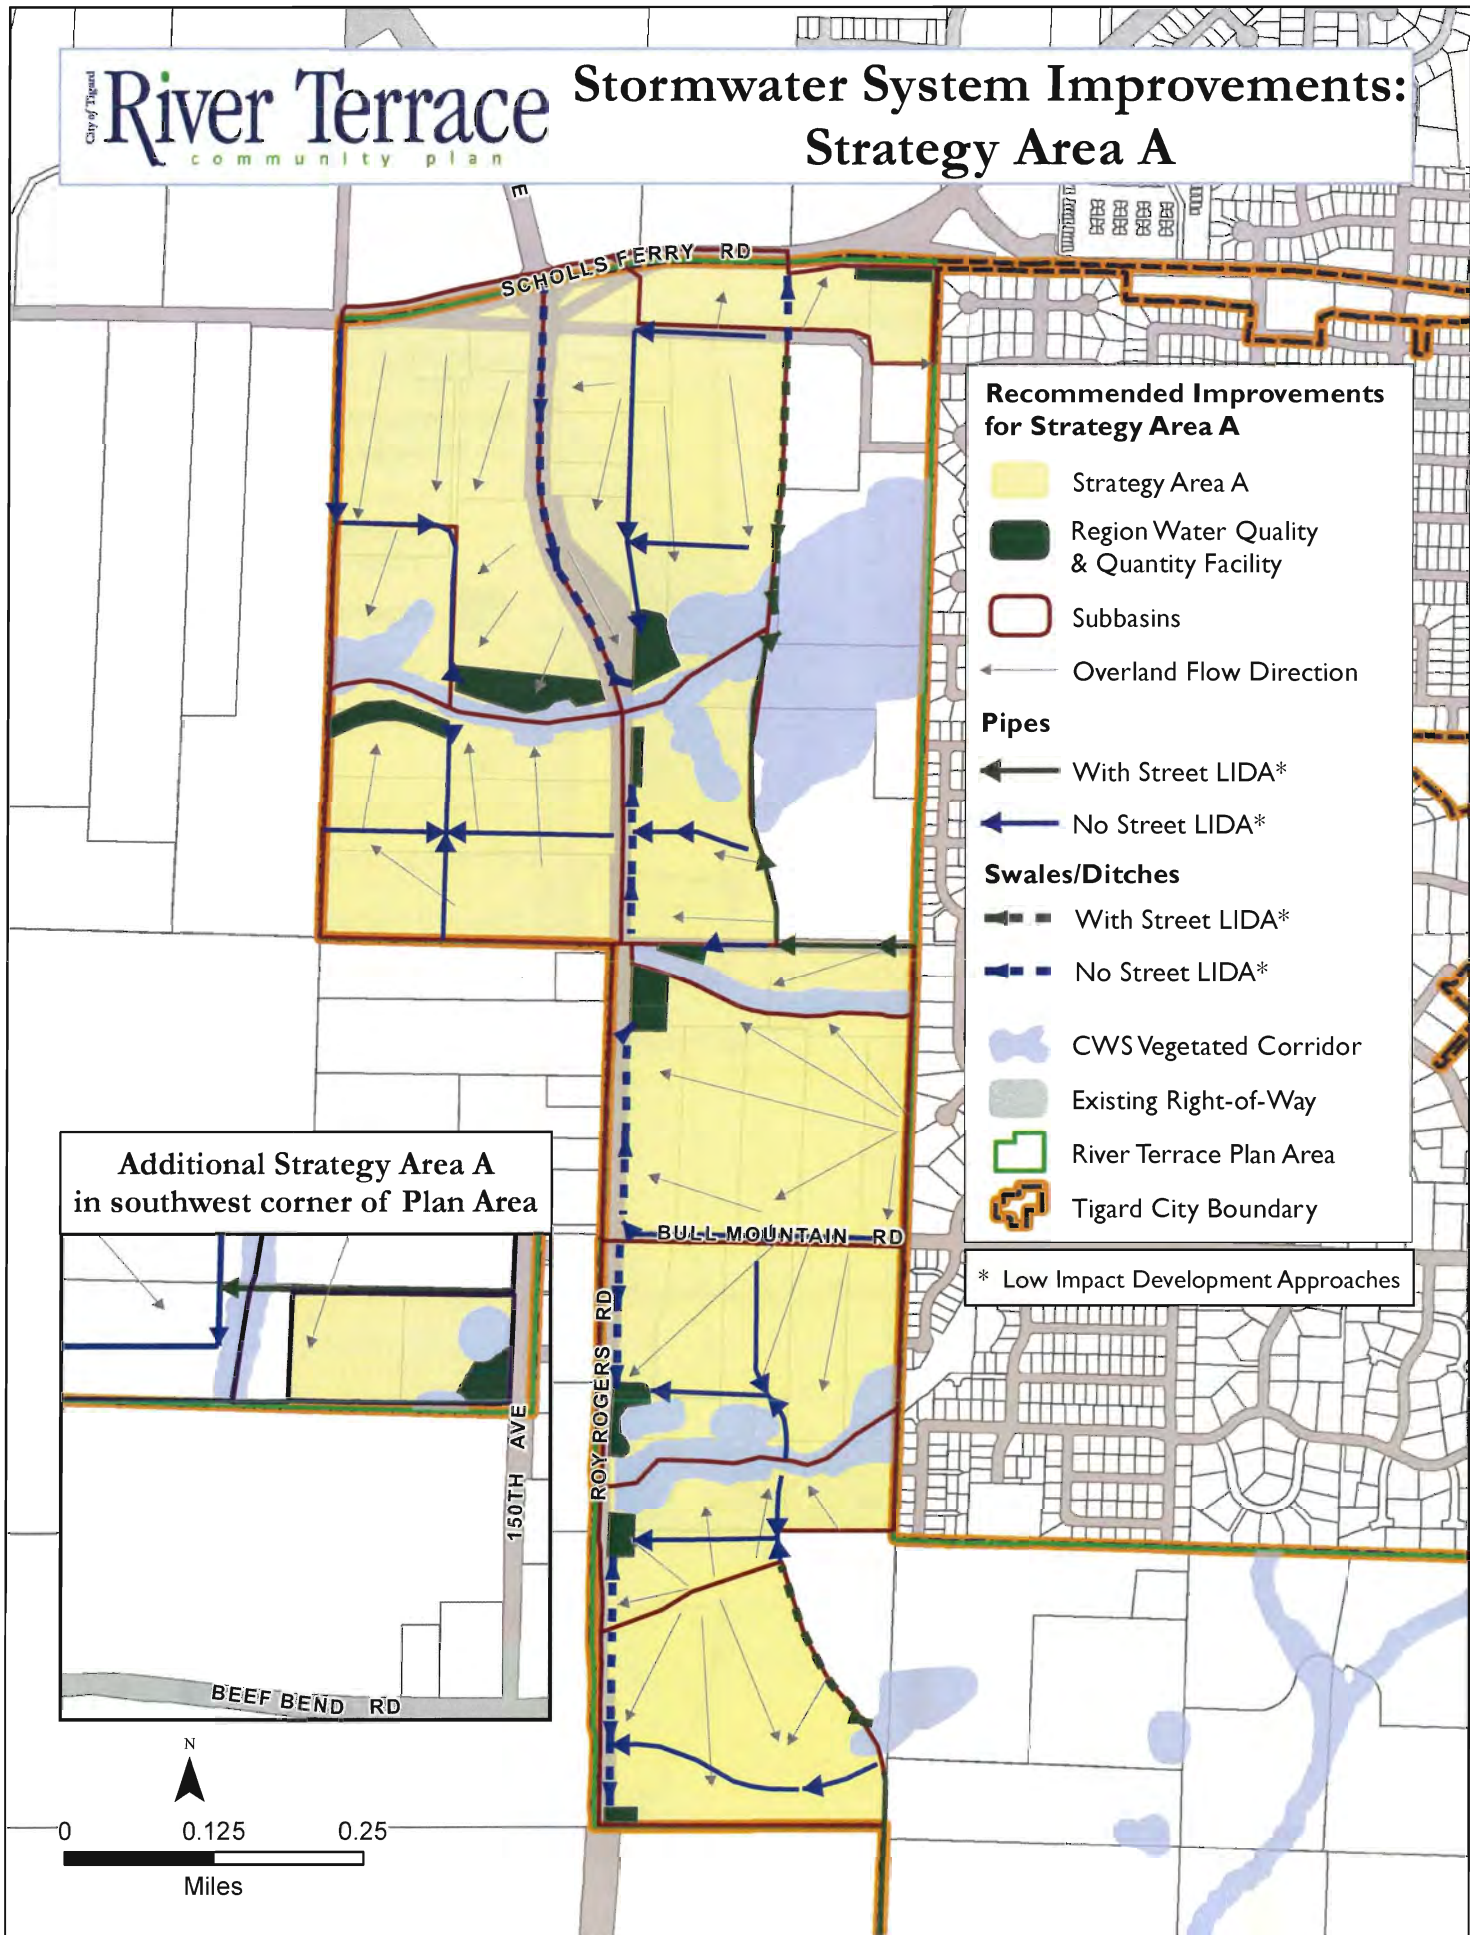 City of Tigard
River Terrace
community plan
Stormwater System Improvements:
Strategy Area A
E
SCHOLLS FERRY RD
Recommended Improvements
for Strategy Area A
Strategy Area A
Region Water Quality
& Quantity Facility
Subbasins
Overland Flow Direction
Pipes
With Street LIDA*
No Street LIDA*
Swales/Ditches
With Street LIDA*
No Street LIDA*
CWS Vegetated Corridor
Existing Right-of-Way
River Terrace Plan Area
Tigard City Boundary
* Low Impact Development Approaches
BULL MOUNTAIN RD
ROY ROGERS RD
Additional Strategy Area A
in southwest corner of Plan Area
150TH AVE
BEEF BEND RD
N
0 0.125 0.25
Miles